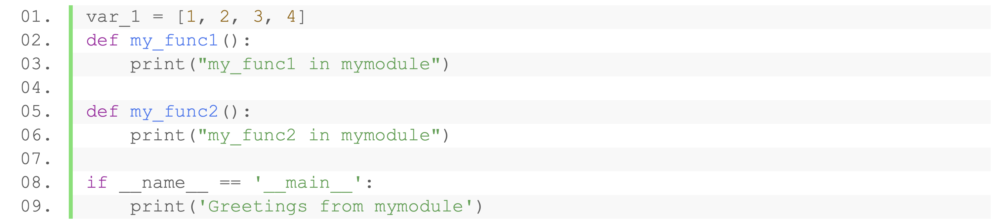 01. var_1 = [1, 2, 3, 4]
02. def my_func1():
03.     print("my_func1 in mymodule")
04.
05. def my_func2():
06.     print("my_func2 in mymodule")
07.
08. if __name__ == '__main__':
09.     print('Greetings from mymodule')